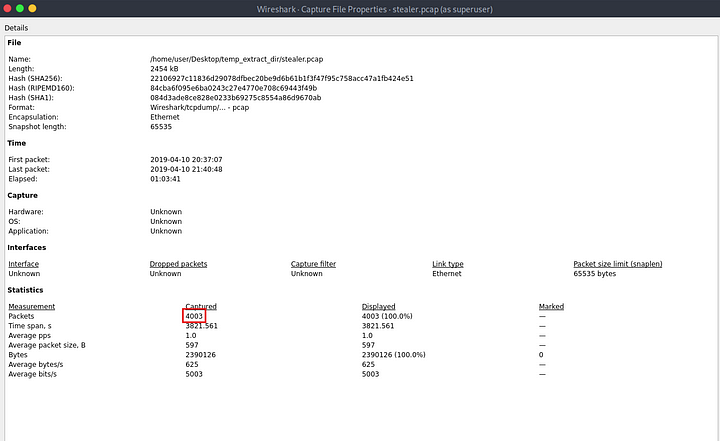 Wireshark · Capture File Properties · stealer.pcap (as superuser)
Details
File
Name: /home/user/Desktop/temp_extract_dir/stealer.pcap
Length: 2454 kB
Hash (SHA256): 22106927c11836d29078dfbec20be9d6b61b1f3f47f95c758acc47a1fb424e51
Hash (RIPEMD160): 84cba6f095e6ba0243c27e4770e708c69443f49b
Hash (SHA1): 084d3ade8ce828e0233b69275c8554a86d9670ab
Format: Wireshark/tcpdump/... - pcap
Encapsulation: Ethernet
Snapshot length: 65535
Time
First packet: 2019-04-10 20:37:07
Last packet: 2019-04-10 21:40:48
Elapsed: 01:03:41
Capture
Hardware: Unknown
OS: Unknown
Application: Unknown
Interfaces
Interface Dropped packets Capture filter Link type Packet size limit (snaplen)
Unknown Unknown Unknown Ethernet 65535 bytes
Statistics
Measurement Captured Displayed Marked
Packets 4003 4003 (100.0%) —
Time span, s 3821.561 3821.561 —
Average pps 1.0 1.0 —
Average packet size, B 597 597 —
Bytes 2390126 2390126 (100.0%) 0
Average bytes/s 625 625 —
Average bits/s 5003 5003 —